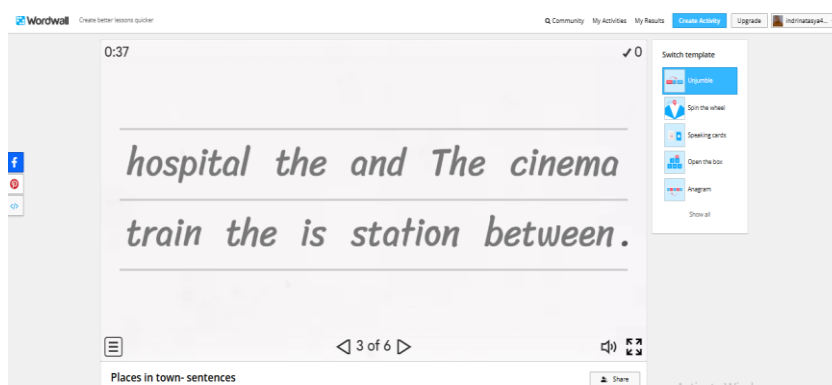 Wordwall Create better lessons quicker Community My Activities My Results Create Activity Upgrade indrinatasya4...
0:37 ✓0
Switch template
Unjumble
Spin the wheel
Speaking cards
Open the box
Anagram
Show all
hospital the and The cinema
train the is station between.
3 of 6
Places in town- sentences Share